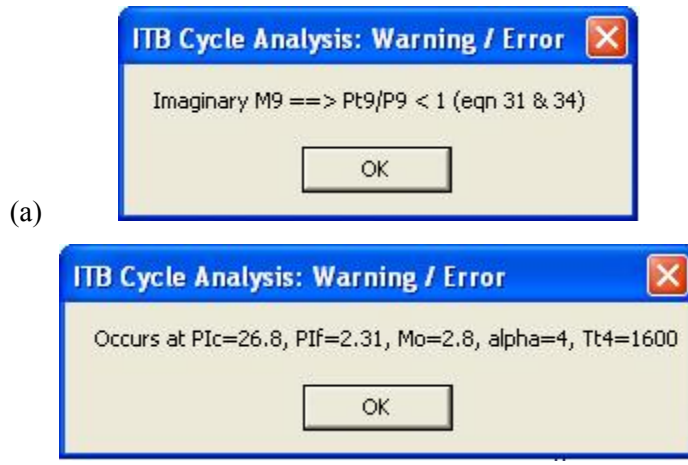 ITB Cycle Analysis: Warning / Error
Imaginary M9 ==> Pt9/P9 < 1 (eqn 31 & 34)
OK
(a)
ITB Cycle Analysis: Warning / Error
Occurs at PIc=26.8, PIf=2.31, Mo=2.8, alpha=4, Tt4=1600
OK